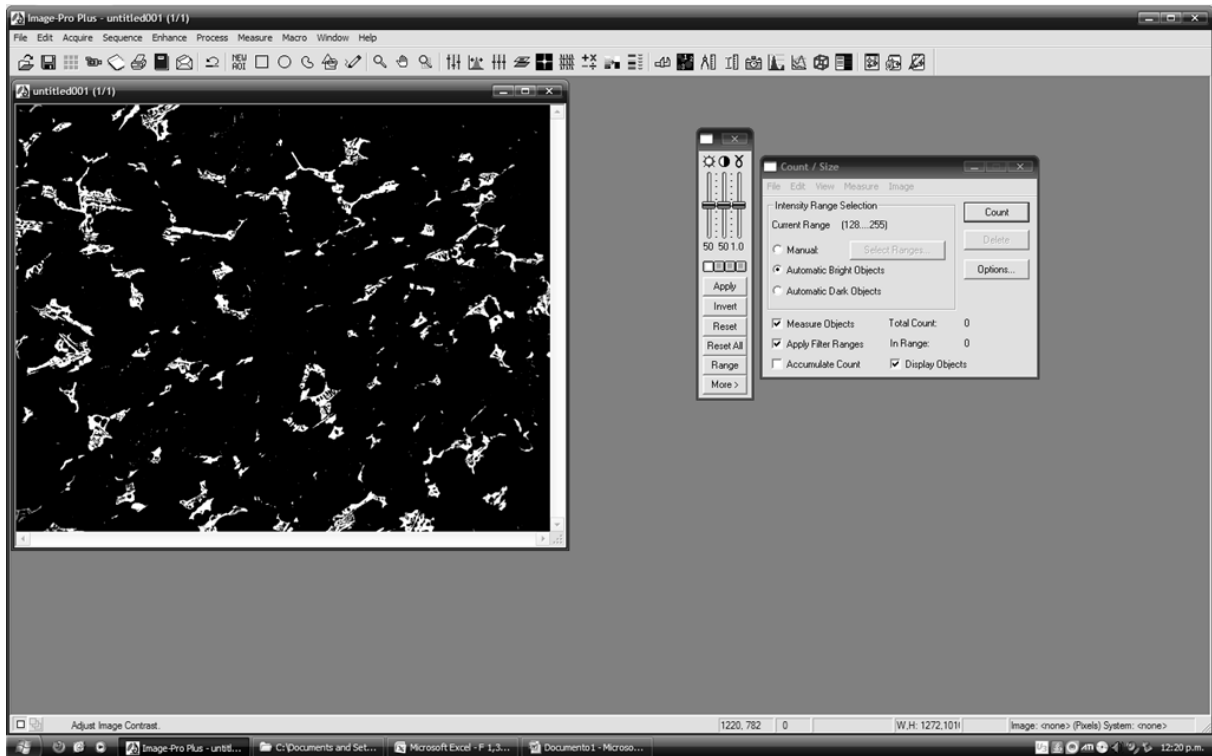 Image-Pro Plus - untitled001 (1/1)
File Edit Acquire Sequence Enhance Process Measure Macro Window Help
NEW AOI
untitled001 (1/1)
50 50 1.0
Apply
Invert
Reset
Reset All
Range
More >
Count / Size
File Edit View Measure Image
Intensity Range Selection
Current Range (128...255)
Manual: Select Ranges...
Automatic Bright Objects
Automatic Dark Objects
Count
Delete
Options...
Measure Objects Total Count: 0
Apply Filter Ranges In Range: 0
Accumulate Count Display Objects
Adjust Image Contrast. 1220, 782 0 W,H: 1272,101 Image: <none> (Pixels) System: <none>
Image-Pro Plus - untitl... C:\Documents and Set... Microsoft Excel - F 1,3... Documento1 - Microso... 12:20 p.m.